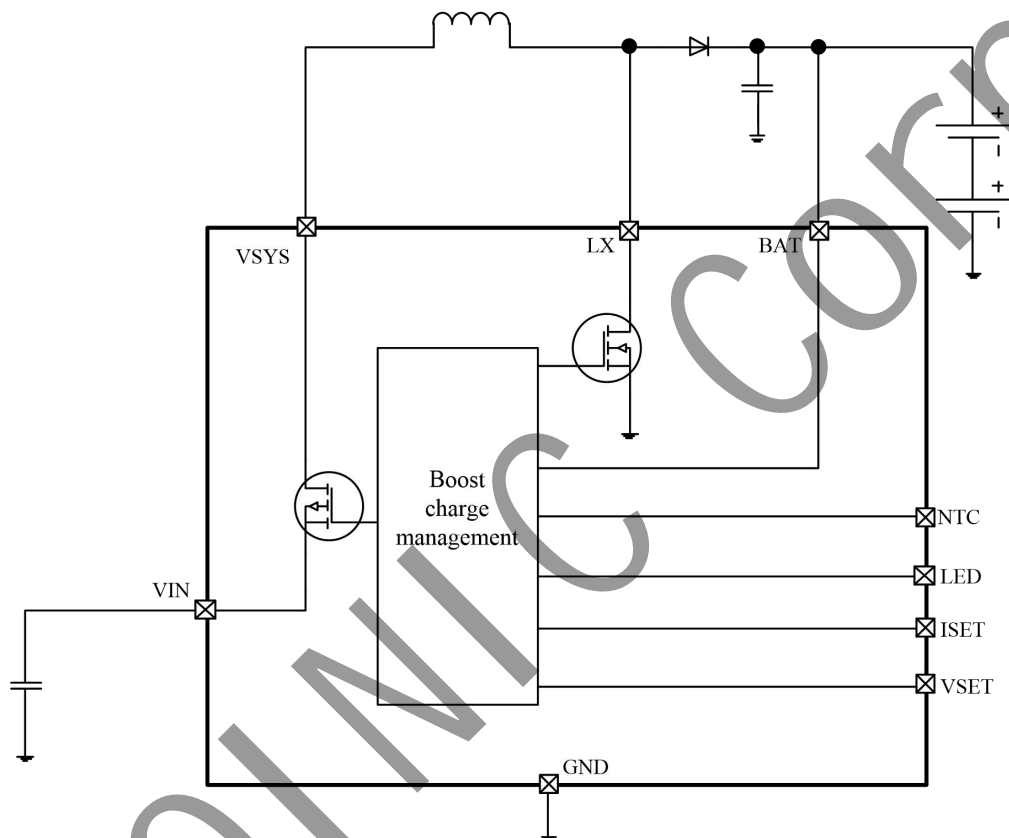 VSYS
LX
BAT
+
+
Boost
charge
management
NTC
LED
VIN
ISET
VSET
GND